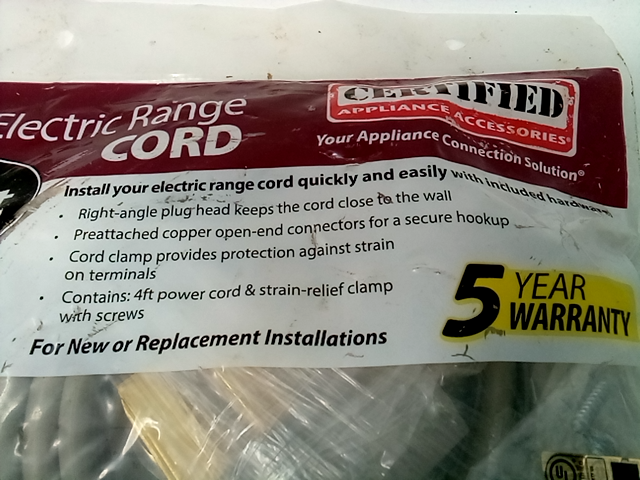 Electric Range
CORD
CERTIFIED
APPLIANCE ACCESSORIES®
Your Appliance Connection Solution®
Install your electric range cord quickly and easily with included hardware
• Right-angle plug head keeps the cord close to the wall
• Preattached copper open-end connectors for a secure hookup
• Cord clamp provides protection against strain
on terminals
• Contains: 4ft power cord & strain-relief clamp
with screws
5 YEAR
WARRANTY
For New or Replacement Installations
UL